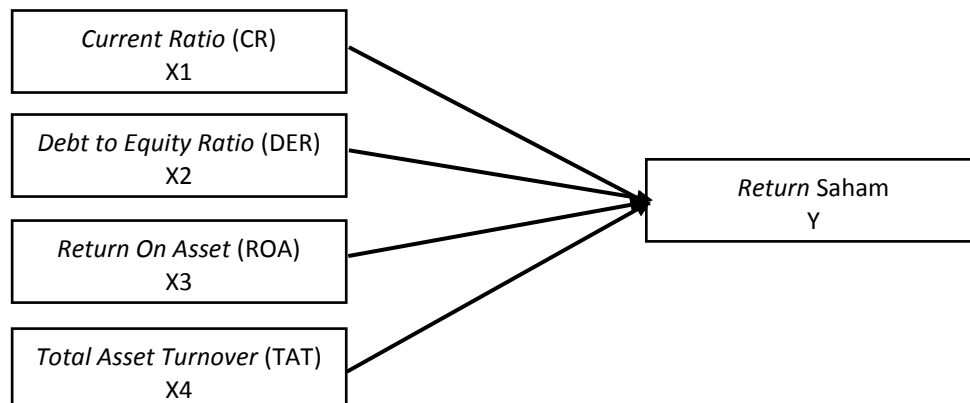 Current Ratio (CR)
X1
Debt to Equity Ratio (DER)
X2
Return On Asset (ROA)
X3
Total Asset Turnover (TAT)
X4
Return Saham
Y